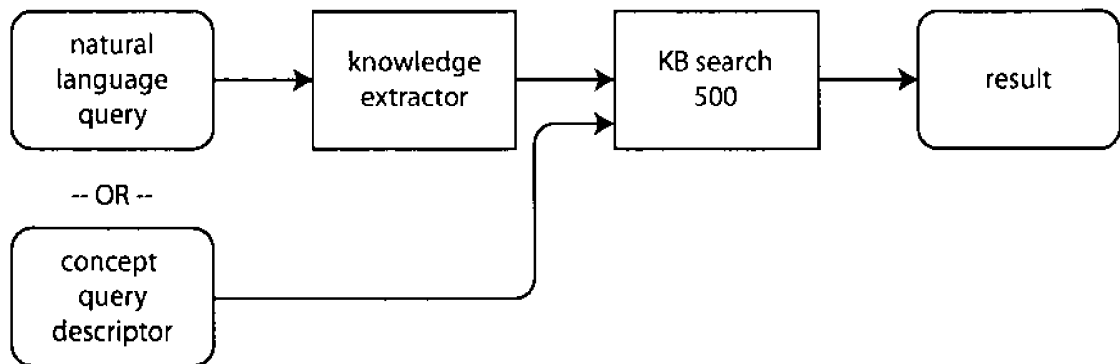 natural
language
query
knowledge
extractor
KB search
500
result
-- OR --
concept
query
descriptor